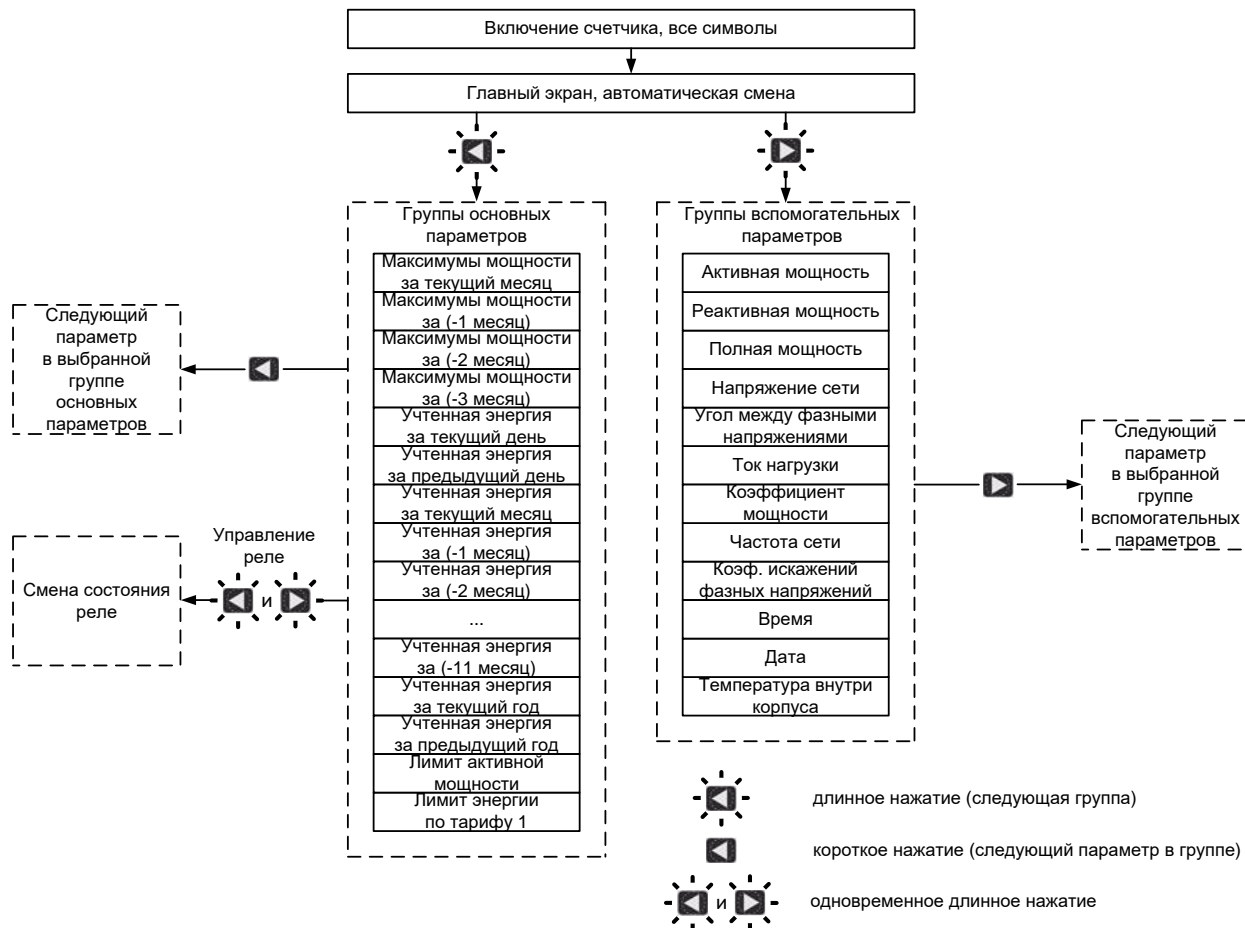 Включение счетчика, все символы
Главный экран, автоматическая смена
Группы основных
параметров
Максимумы мощности
за текущий месяц
Максимумы мощности
за (-1 месяц)
Максимумы мощности
за (-2 месяц)
Максимумы мощности
за (-3 месяц)
Учтенная энергия
за текущий день
Учтенная энергия
за предыдущий день
Учтенная энергия
за текущий месяц
Учтенная энергия
за (-1 месяц)
Учтенная энергия
за (-2 месяц)
...
Учтенная энергия
за (-11 месяц)
Учтенная энергия
за текущий год
Учтенная энергия
за предыдущий год
Лимит активной
мощности
Лимит энергии
по тарифу 1
Группы вспомогательных
параметров
Активная мощность
Реактивная мощность
Полная мощность
Напряжение сети
Угол между фазными
напряжениями
Ток нагрузки
Коэффициент
мощности
Частота сети
Коэф. искажений
фазных напряжений
Время
Дата
Температура внутри
корпуса
Следующий
параметр
в выбранной
группе
основных
параметров
Управление
реле
и
Смена состояния
реле
Следующий
параметр
в выбранной
группе
вспомогательных
параметров
длинное нажатие (следующая группа)
короткое нажатие (следующий параметр в группе)
и
одновременное длинное нажатие